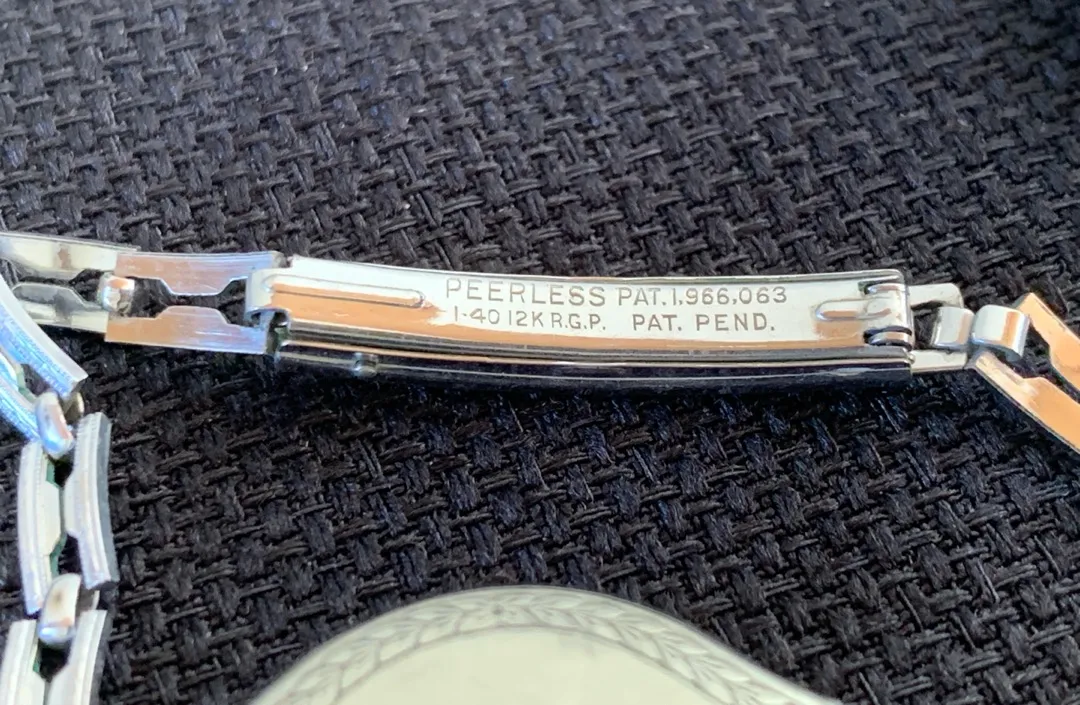 PEERLESS PAT.1,966,063
1-40 12K R.G.P. PAT. PEND.